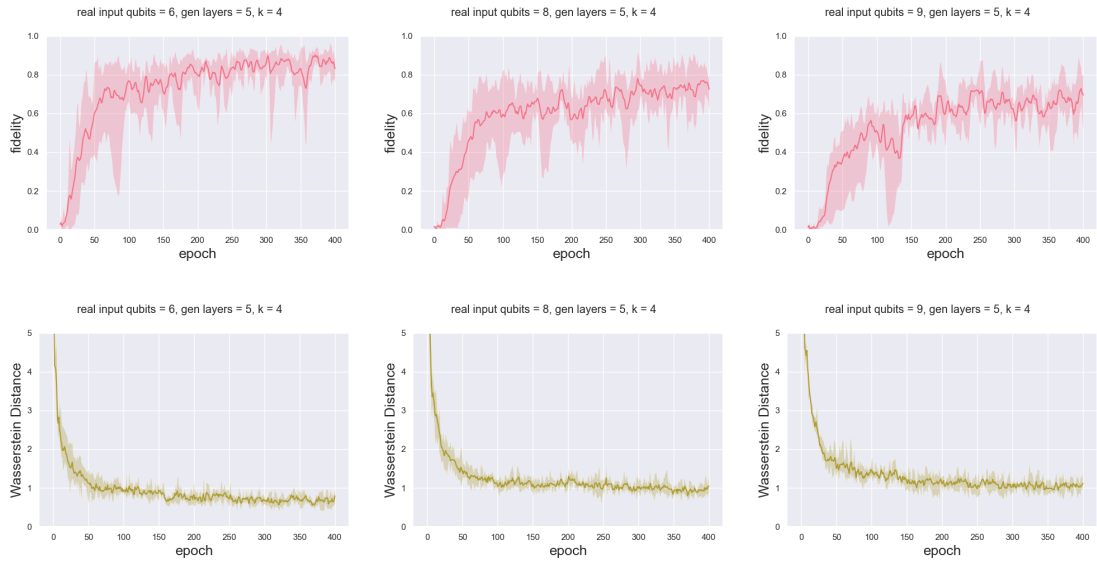 real input qubits = 6, gen layers = 5, k = 4
real input qubits = 8, gen layers = 5, k = 4
real input qubits = 9, gen layers = 5, k = 4
fidelity
1.0
0.8
0.6
0.4
0.2
0.0
0 50 100 150 200 250 300 350 400
epoch
fidelity
1.0
0.8
0.6
0.4
0.2
0.0
0 50 100 150 200 250 300 350 400
epoch
fidelity
1.0
0.8
0.6
0.4
0.2
0.0
0 50 100 150 200 250 300 350 400
epoch
real input qubits = 6, gen layers = 5, k = 4
real input qubits = 8, gen layers = 5, k = 4
real input qubits = 9, gen layers = 5, k = 4
Wasserstein Distance
5
4
3
2
1
0
0 50 100 150 200 250 300 350 400
epoch
Wasserstein Distance
5
4
3
2
1
0
0 50 100 150 200 250 300 350 400
epoch
Wasserstein Distance
5
4
3
2
1
0
0 50 100 150 200 250 300 350 400
epoch